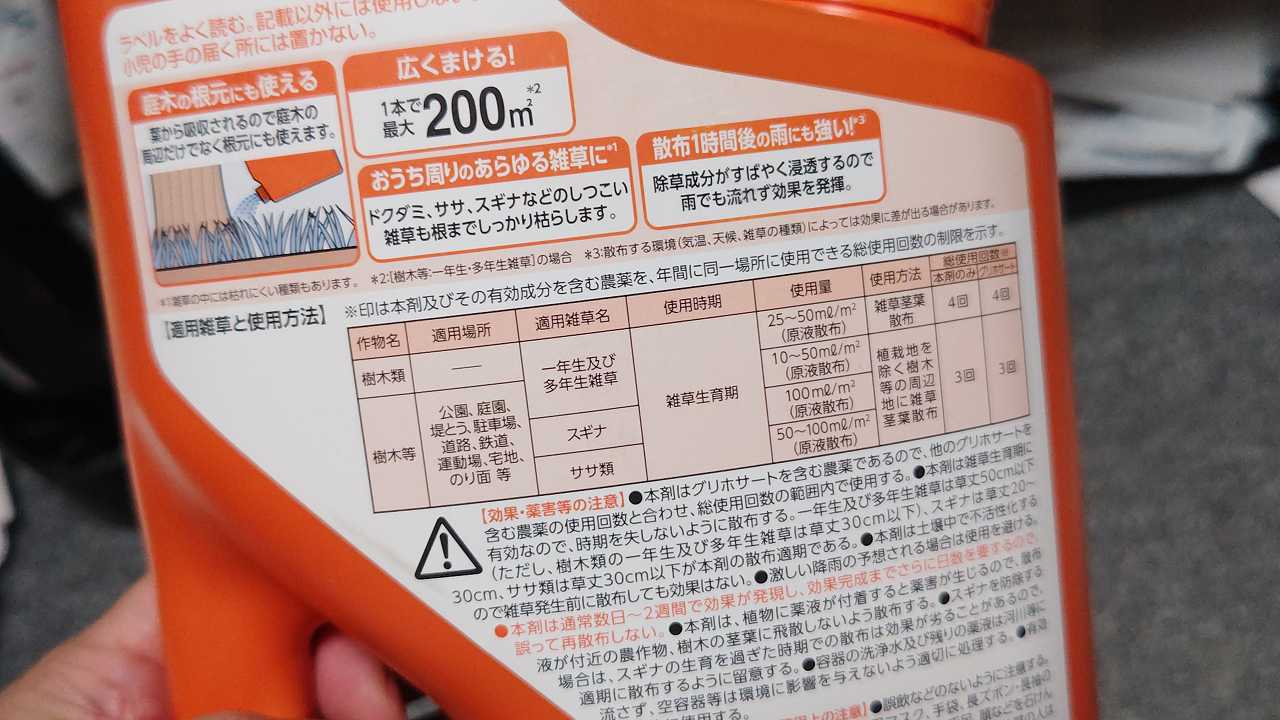 ラベルをよく読む。記載以外には使用しない。
小児の手の届く所には置かない。
庭木の根元にも使える
葉から吸収されるので庭木の
周辺だけでなく根元にも使えます。
広くまける!
1本で
最大 200㎡*2
おうち周りのあらゆる雑草に*1
ドクダミ、ササ、スギナなどのしつこい
雑草も根までしっかり枯らします。
散布1時間後の雨にも強い!*3
除草成分がすばやく浸透するので
雨でも流れず効果を発揮。
*1:雑草の中には枯れにくい種類もあります。 *2:[樹木等:一年生・多年生雑草]の場合 *3:散布する環境(気温、天候、雑草の種類)によっては効果に差が出る場合があります。
【適用雑草と使用方法】
※印は本剤及びその有効成分を含む農薬を、年間に同一場所に使用できる総使用回数の制限を示す。
作物名 適用場所 適用雑草名 使用時期 使用量 使用方法 総使用回数※
本剤のみ グリホサート
樹木類 ── 一年生及び
多年生雑草
雑草生育期
25~50mℓ/m²
(原液散布)
雑草茎葉
散布
4回 4回
樹木等
公園、庭園、
堤とう、駐車場、
道路、鉄道、
運動場、宅地、
のり面 等
10~50mℓ/m²
(原液散布)
スギナ
100mℓ/m²
(原液散布)
ササ類
50~100mℓ/m²
(原液散布)
植栽地を
除く樹木
等の周辺
地に雑草
茎葉散布
3回 3回
【効果・薬害等の注意】●本剤はグリホサートを含む農薬であるので、他のグリホサートを
含む農薬の使用回数と合わせ、総使用回数の範囲内で使用する。●本剤は雑草生育期に
有効なので、時期を失しないように散布する。一年生及び多年生雑草は草丈50cm以下
(ただし、樹木類の一年生及び多年生雑草は草丈30cm以下)、スギナは草丈20~
30cm、ササ類は草丈30cm以下が本剤の散布適期である。●本剤は土壌中で不活性化する
ので雑草発生前に散布しても効果はない。●激しい降雨の予想される場合は使用を避ける。
●本剤は通常数日~2週間で効果が発現し、効果完成までさらに日数を要するので、
誤って再散布しない。●本剤は、植物に薬液が付着すると薬害が生じるので、散布
液が付近の農作物、樹木の茎葉に飛散しないよう散布する。●スギナを防除する
場合は、スギナの生育を過ぎた時期での散布は効果が劣ることがあるので、
適期に散布するように留意する。●容器の洗浄水及び残りの薬液は河川等に
流さず、空容器等は環境に影響を与えないよう適切に処理する。●有効
使用する。
上の注意】●誤飲などのないように注意する。
マスク、手袋、長ズボン・長袖の